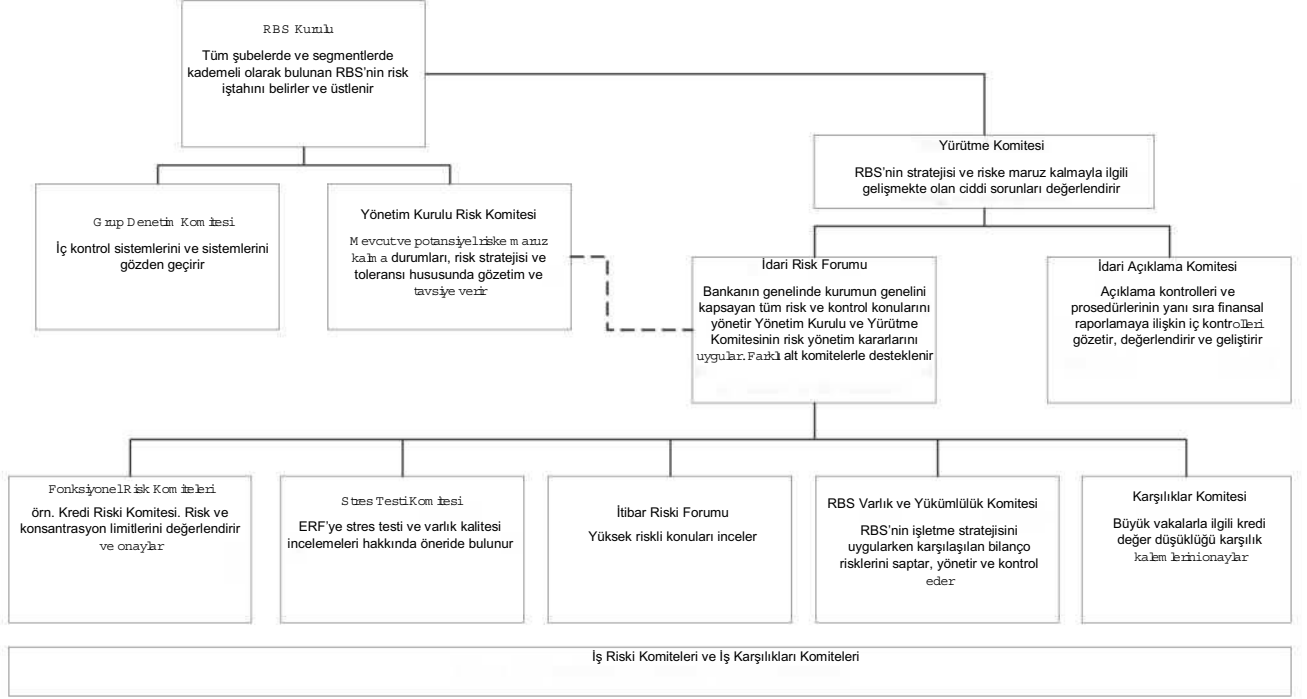 RBS Kurulu
Tüm şubelerde ve segmentlerde
kademeli olarak bulunan RBS'nin risk
iştahını belirler ve üstlenir
Yürütme Komitesi
RBS'nin stratejisi ve riske maruz kalmayla ilgili
gelişmekte olan ciddi sorunları değerlendirir
Grup Denetim Komitesi
İç kontrol sistemlerini ve sistemlerini
gözden geçirir
Yönetim Kurulu Risk Komitesi
Mevcut ve potansiyel riske maruz
kalma durumları, risk stratejisi ve
toleransı hususunda gözetim ve
tavsiye verir
İdari Risk Forumu
Bankanın genelinde kurumun genelini
kapsayan tüm risk ve kontrol konularını
yönetir Yönetim Kurulu ve Yürütme
Komitesinin risk yönetim kararlarını
uygular. Farklı alt komitelerle desteklenir
İdari Açıklama Komitesi
Açıklama kontrolleri ve
prosedürlerinin yanı sıra finansal
raporlamaya ilişkin iç kontrolleri
gözetir, değerlendirir ve geliştirir
Fonksiyonel Risk Komiteleri
örn. Kredi Riski Komitesi. Risk ve
konsantrasyon limitlerini değerlendirir
ve onaylar
Stres Testi Komitesi
ERF'ye stres testi ve varlık kalitesi
incelemeleri hakkında öneride bulunur
İtibar Riski Forumu
Yüksek riskli konuları inceler
RBS Varlık ve Yükümlülük Komitesi
RBS'nin işletme stratejisini
uygularken karşılaşılan bilanço
risklerini saptar, yönetir ve kontrol
eder
Karşılıklar Komitesi
Büyük vakalarla ilgili kredi
değer düşüklüğü karşılık
kalemlerini onaylar
İş Riski Komiteleri ve İş Karşılıkları Komiteleri